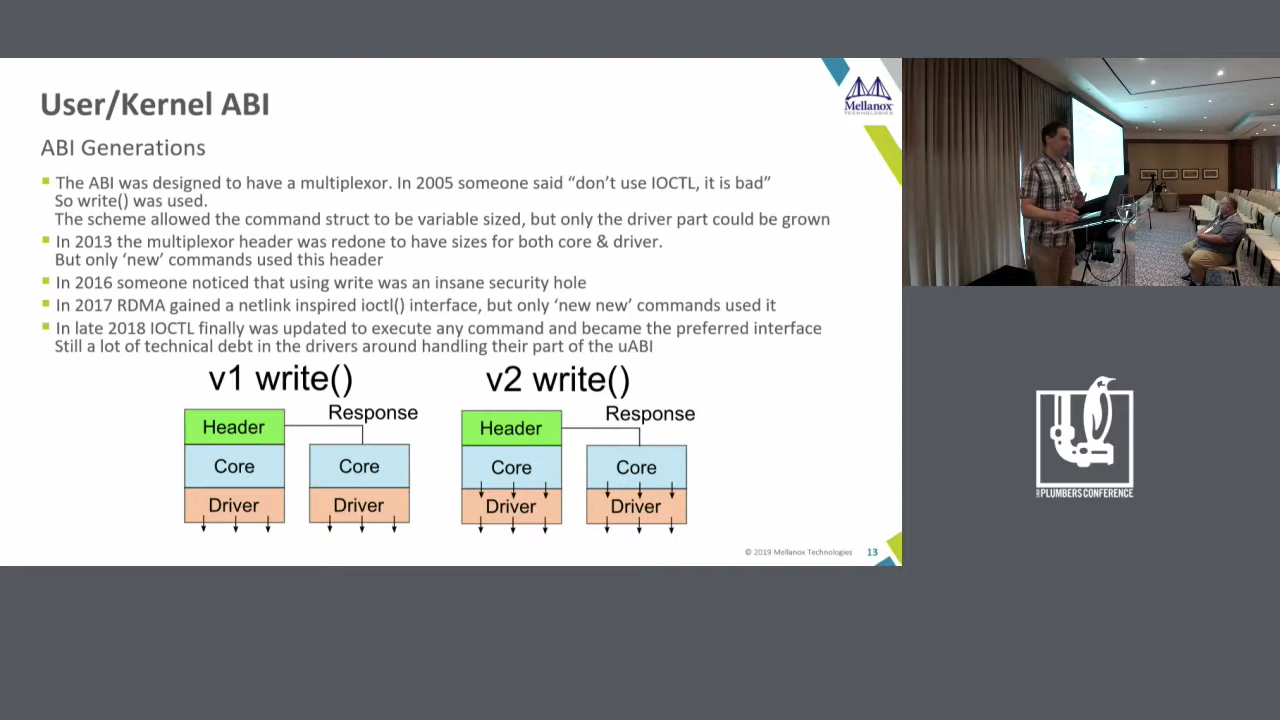 User/Kernel ABI
Mellanox
TECHNOLOGIES
ABI Generations
The ABI was designed to have a multiplexor. In 2005 someone said “don’t use IOCTL, it is bad”
So write() was used.
The scheme allowed the command struct to be variable sized, but only the driver part could be grown
In 2013 the multiplexor header was redone to have sizes for both core & driver.
But only ‘new’ commands used this header
In 2016 someone noticed that using write was an insane security hole
In 2017 RDMA gained a netlink inspired ioctl() interface, but only ‘new new’ commands used it
In late 2018 IOCTL finally was updated to execute any command and became the preferred interface
Still a lot of technical debt in the drivers around handling their part of the uABI
v1 write()
Response
Header
Core
Core
Driver
Driver
v2 write()
Response
Header
Core
Core
Driver
Driver
© 2019 Mellanox Technologies 13
PLUMBERS CONFERENCE